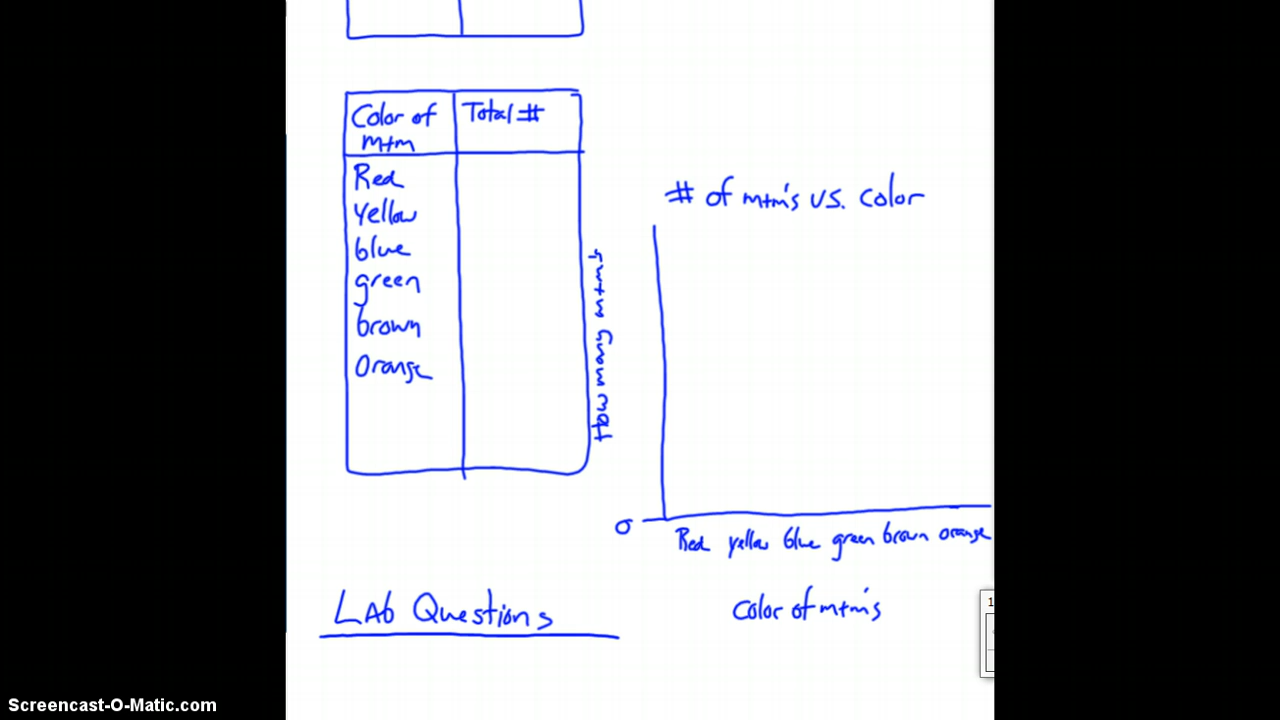 Color of
m+m
Total #
Red
yellow
blue
green
brown
Orange
# of m+m's vs. Color
How many m+m's
0
Red yellow blue green brown orange
Color of m+m's
LAb Questions
1
Screencast-O-Matic.com